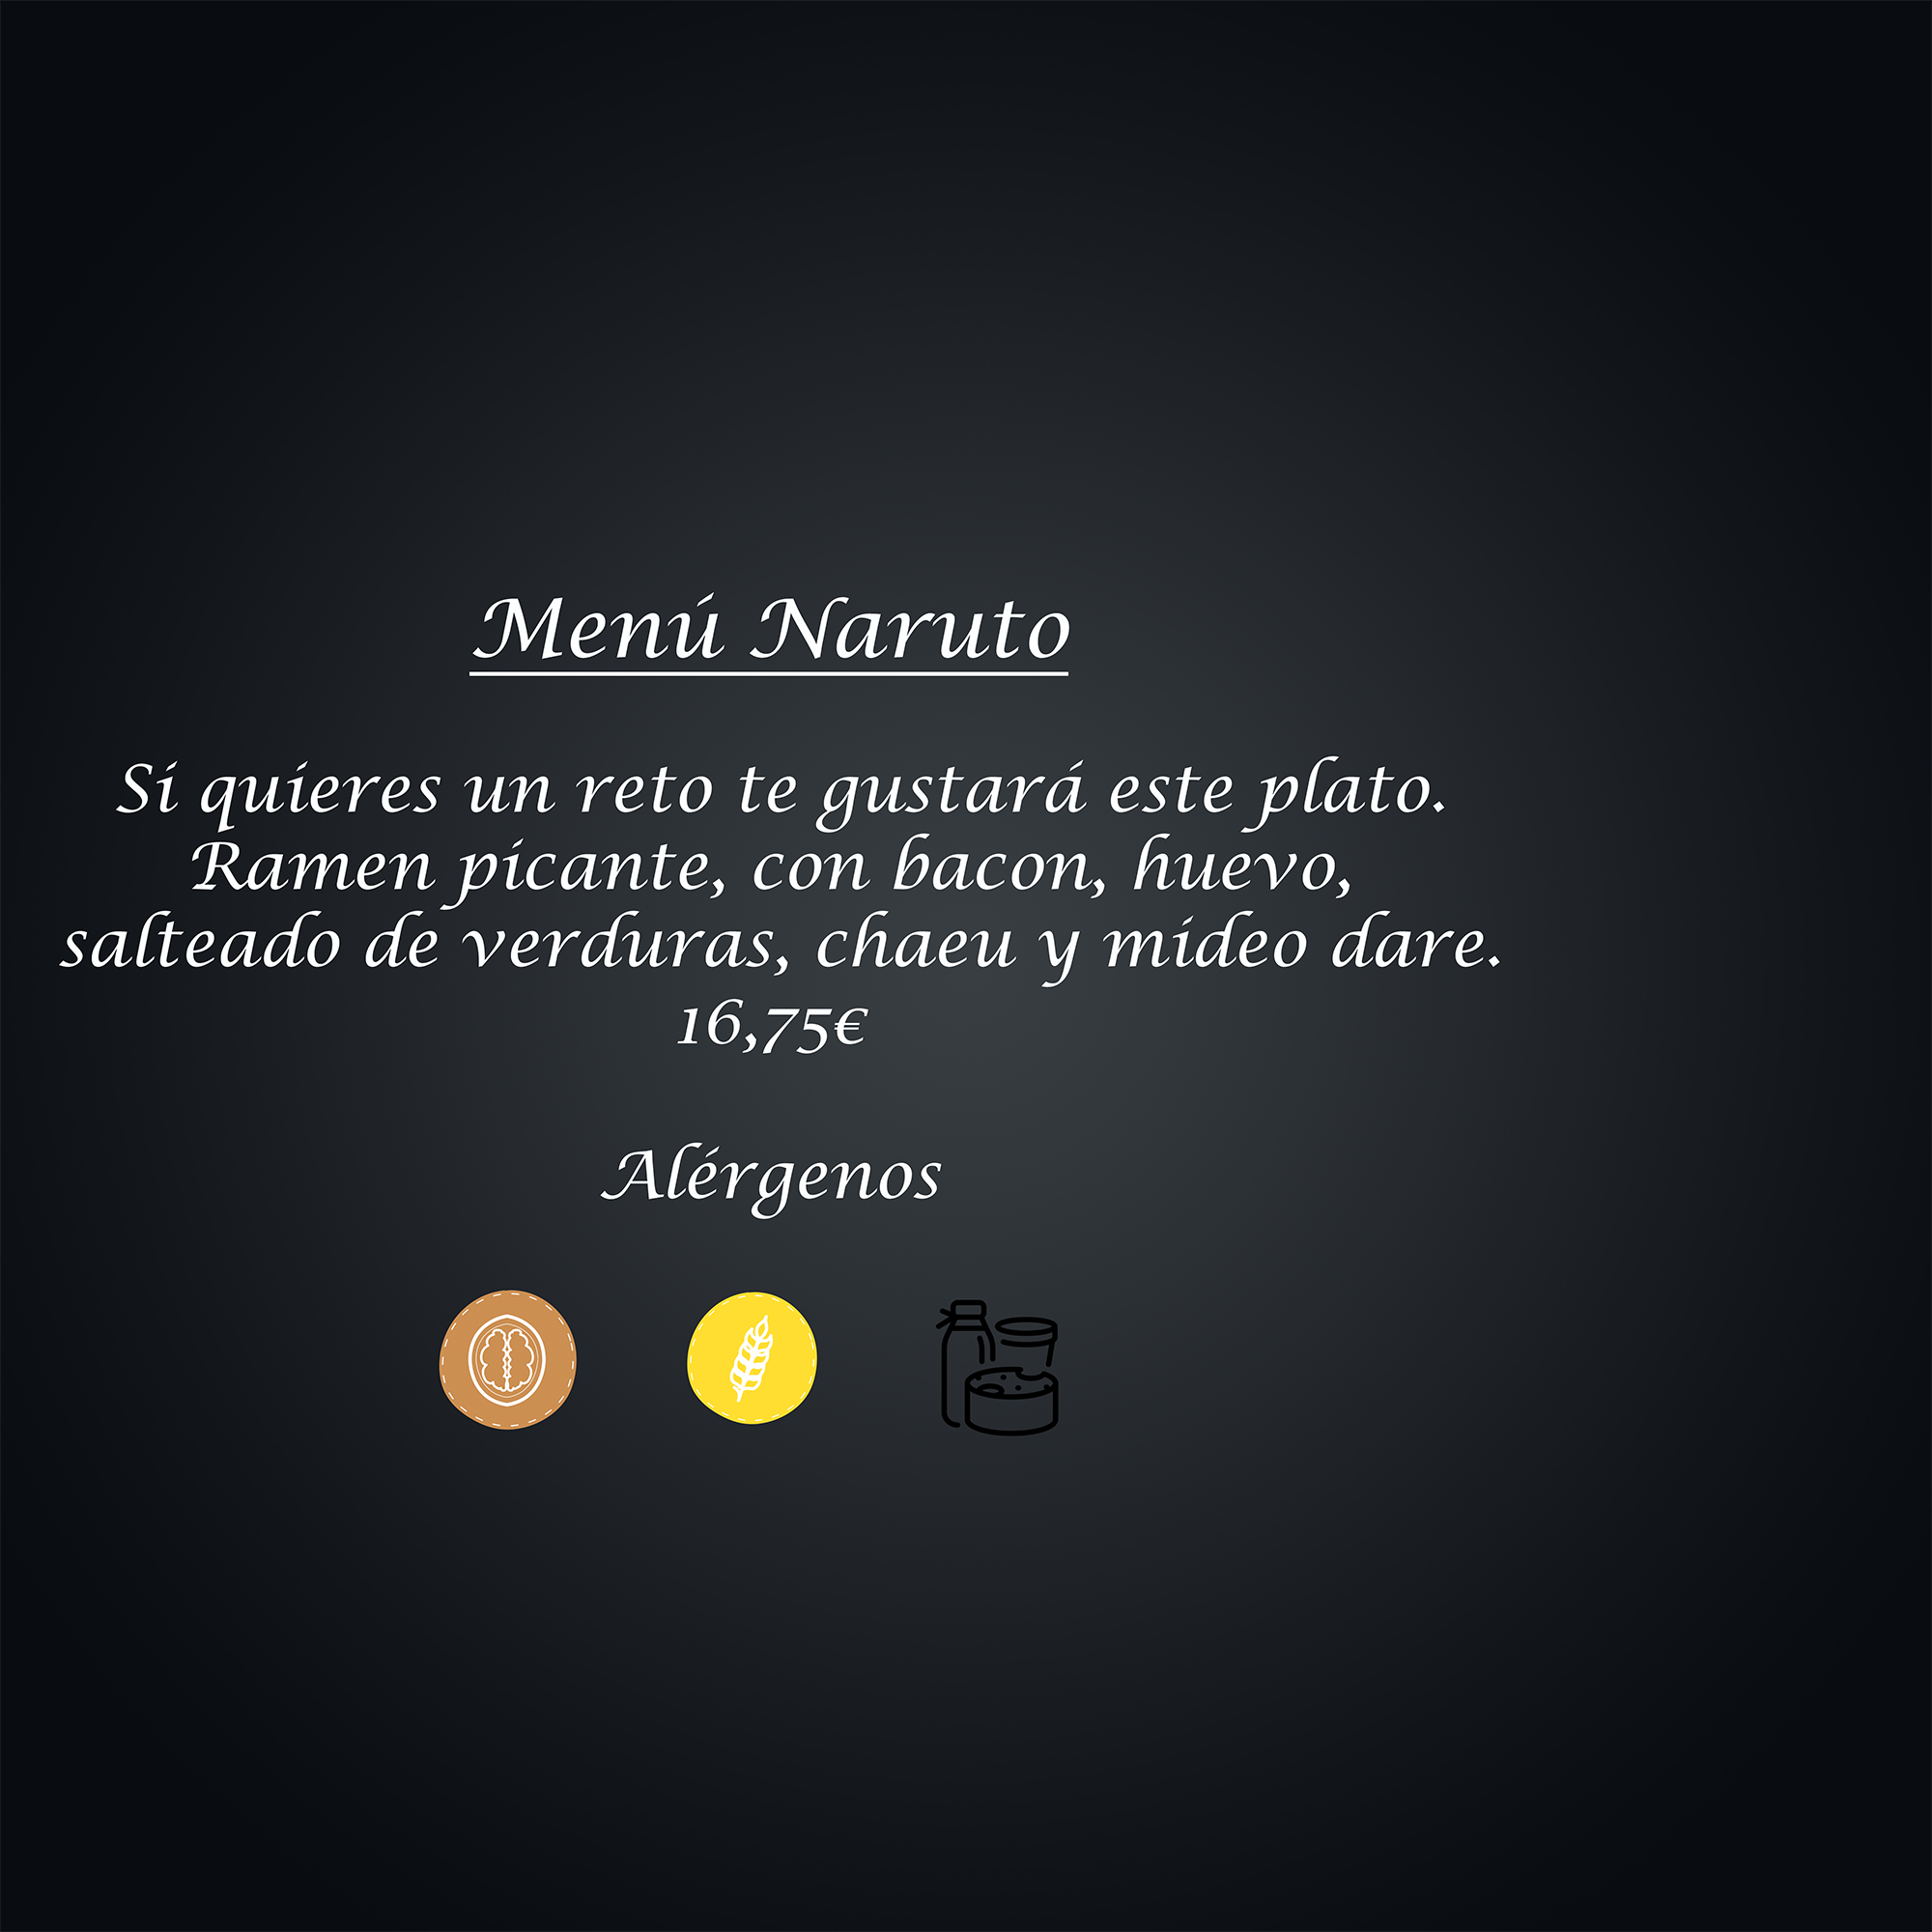 Menú Naruto
Si quieres un reto te gustará este plato.
Ramen picante, con bacon, huevo,
salteado de verduras, chaeu y mideo dare.
16,75€
Alérgenos